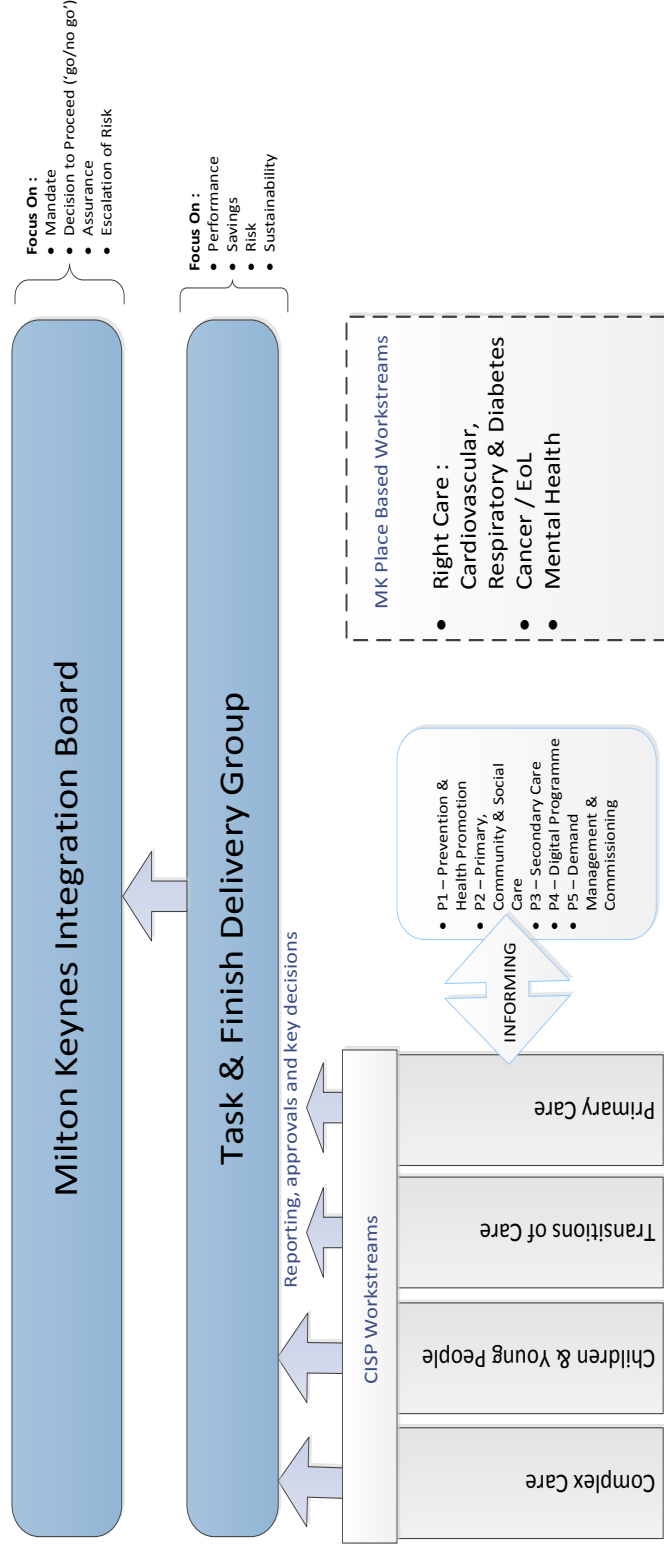 Milton Keynes Integration Board
Focus On :
• Mandate
• Decision to Proceed (‘go/no go’)
• Assurance
• Escalation of Risk
Task & Finish Delivery Group
Focus On :
• Performance
• Savings
• Risk
• Sustainability
Reporting, approvals and key decisions
CISP Workstreams
Complex Care
Children & Young People
Transitions of Care
Primary Care
INFORMING
• P1 – Prevention &
Health Promotion
• P2 – Primary,
Community & Social
Care
• P3 – Secondary Care
• P4 – Digital Programme
• P5 – Demand
Management &
Commissioning
MK Place Based Workstreams
• Right Care :
Cardiovascular,
Respiratory & Diabetes
• Cancer / EoL
• Mental Health